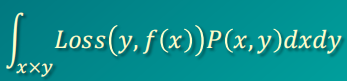 ∫ₓ×ᵧ Loss(y, f(x))P(x, y)dxdy